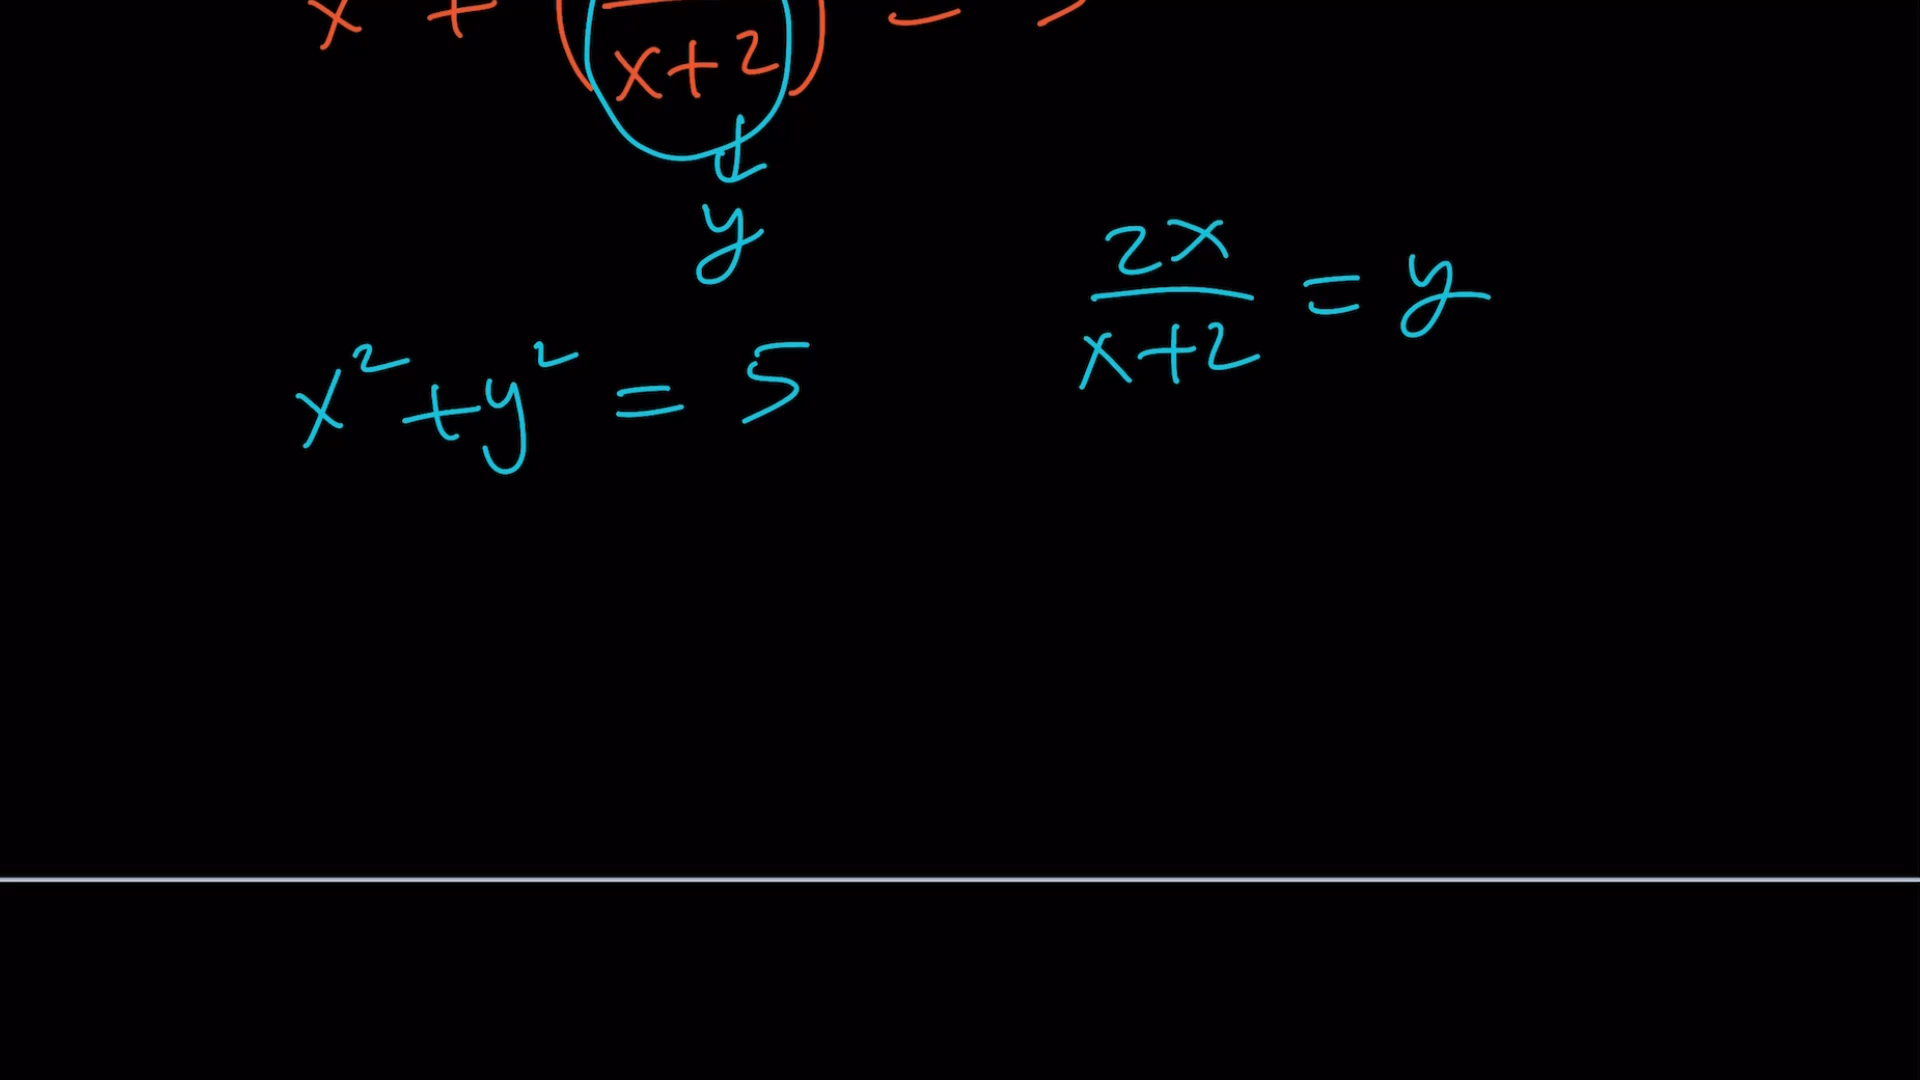 x + ( x+2 ) =
y
2x/(x+2) = y
x² + y² = 5